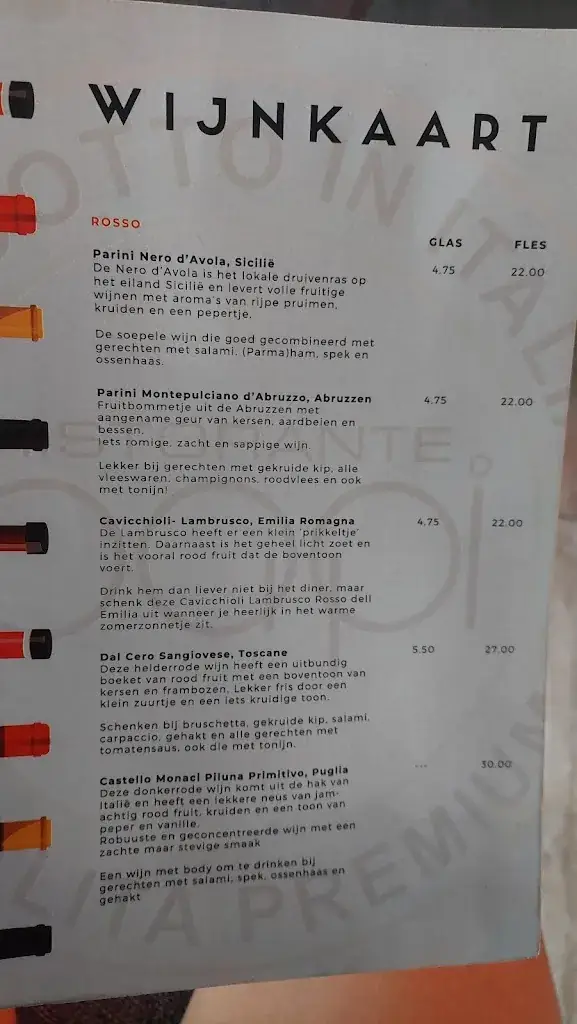 WIJNKAART
ROSSO
GLAS FLES
Parini Nero d'Avola, Sicilië 4.75 22.00
De Nero d'Avola is het lokale druivenras op
het eiland Sicilië en levert volle fruitige
wijnen met aroma's van rijpe pruimen,
kruiden en een pepertje.
De soepele wijn die goed gecombineerd met
gerechten met salami, (Parma)ham, spek en
ossenhaas.
Parini Montepulciano d'Abruzzo, Abruzzen 4.75 22.00
Fruitbommetje uit de Abruzzen met
aangename geur van kersen, aardbeien en
bessen.
Iets romige, zacht en sappige wijn.
Lekker bij gerechten met gekruide kip, alle
vleeswaren, champignons, roodvlees en ook
met tonijn!
Cavicchioli- Lambrusco, Emilia Romagna 4.75 22.00
De Lambrusco heeft er een klein 'prikkeltje'
inzitten. Daarnaast is het geheel licht zoet en
is het vooral rood fruit dat de boventoon
voert.
Drink hem dan liever niet bij het diner, maar
schenk deze Cavicchioli Lambrusco Rosso dell
Emilia uit wanneer je heerlijk in het warme
zomerzonnetje zit.
Dal Cero Sangiovese, Toscane 5.50 27.00
Deze helderrode wijn heeft een uitbundig
boeket van rood fruit met een boventoon van
kersen en frambozen. Lekker fris door een
klein zuurtje en een iets kruidige toon.
Schenken bij bruschetta, gekruide kip, salami,
carpaccio, gehakt en alle gerechten met
tomatensaus, ook die met tonijn.
Castello Monaci Piluna Primitivo, Puglia --- 30.00
Deze donkerrode wijn komt uit de hak van
Italië en heeft een lekkere neus van jam-
achtig rood fruit, kruiden en een toon van
peper en vanille.
Robuuste en geconcentreerde wijn met een
zachte maar stevige smaak
Een wijn met body om te drinken bij
gerechten met salami, spek, ossenhaas en
gehakt